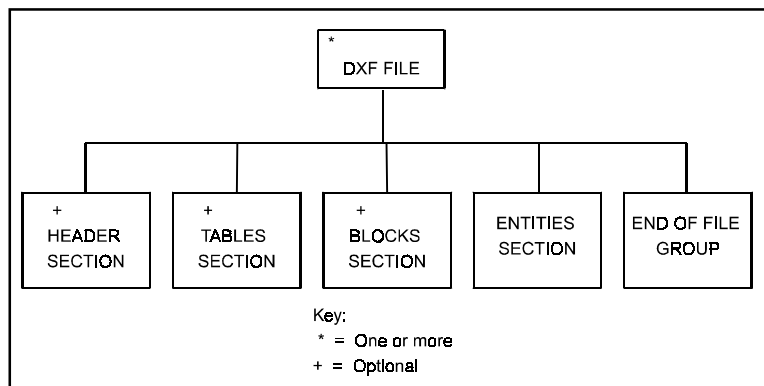 *
DXF FILE
+
HEADER
SECTION
+
TABLES
SECTION
+
BLOCKS
SECTION
ENTITIES
SECTION
END OF FILE
GROUP
Key:
* = One or more
+ = Optional